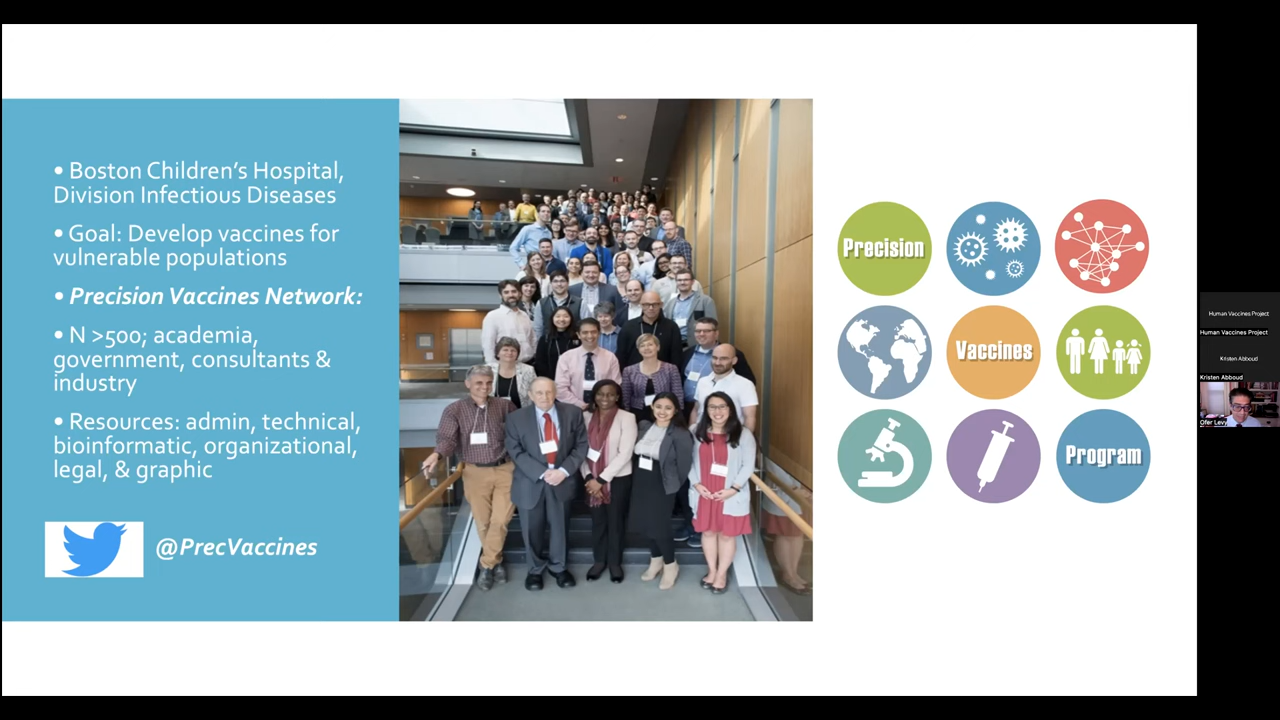 • Boston Children's Hospital,
Division Infectious Diseases
• Goal: Develop vaccines for
vulnerable populations
• Precision Vaccines Network:
• N >500; academia,
government, consultants &
industry
• Resources: admin, technical,
bioinformatic, organizational,
legal, & graphic
@PrecVaccines
Precision
Vaccines
Program
Human Vaccines Project
Human Vaccines Project
Kristen Abboud
Kristen Abboud
Ofer Levy